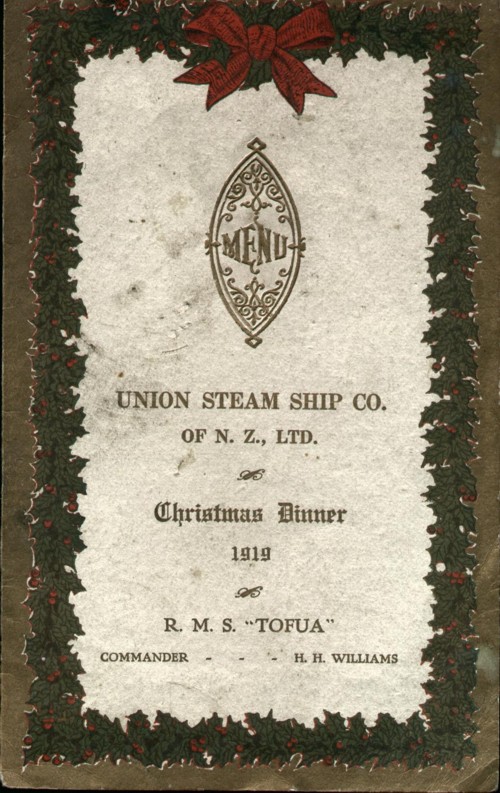 MENU
UNION STEAM SHIP CO.
OF N. Z., LTD.
Christmas Dinner
1919
R. M. S. "TOFUA"
COMMANDER - - - H. H. WILLIAMS